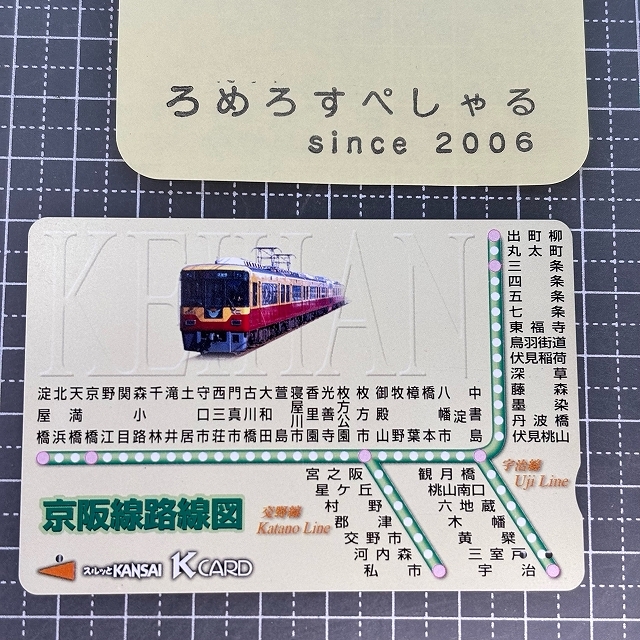 ろめろすぺしゃる
since 2006
KEIHAN
出町柳
丸太町
三条
四条
五条
七条
東福寺
鳥羽街道
伏見稲荷
深草
藤森
墨染
丹波橋
伏見桃山
淀屋橋
北浜
天満橋
京橋
野江
関目
森小路
千林
滝井
土居
守口市
西三荘
門真市
古川橋
大和田
萱島
寝屋川市
香里園
光善寺
枚方公園
枚方市
御殿山
牧野
樟葉
橋本
八幡市
淀
中書島
宇治線
Uji Line
宮之阪
星ケ丘
村野
郡津
交野市
河内森
私市
観月橋
桃山南口
六地蔵
木幡
黄檗
三室戸
宇治
交野線
Katano Line
京阪線路線図
スルッとKANSAI
K CARD